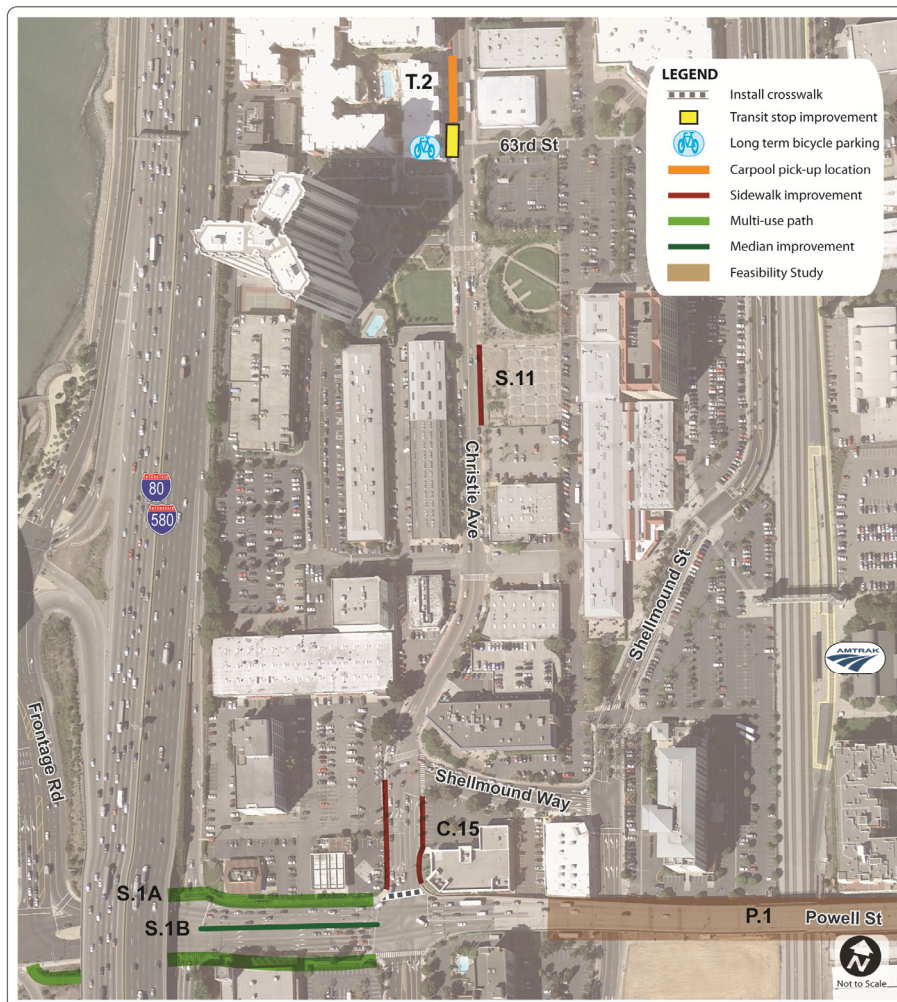 LEGEND
Install crosswalk
Transit stop improvement
Long term bicycle parking
Carpool pick-up location
Sidewalk improvement
Multi-use path
Median improvement
Feasibility Study
T.2
63rd St
S.11
Christie Ave
INTERSTATE
80
INTERSTATE
580
Shellmound St
AMTRAK
Frontage Rd
Shellmound Way
C.15
S.1A
S.1B
P.1
Powell St
N
Not to Scale